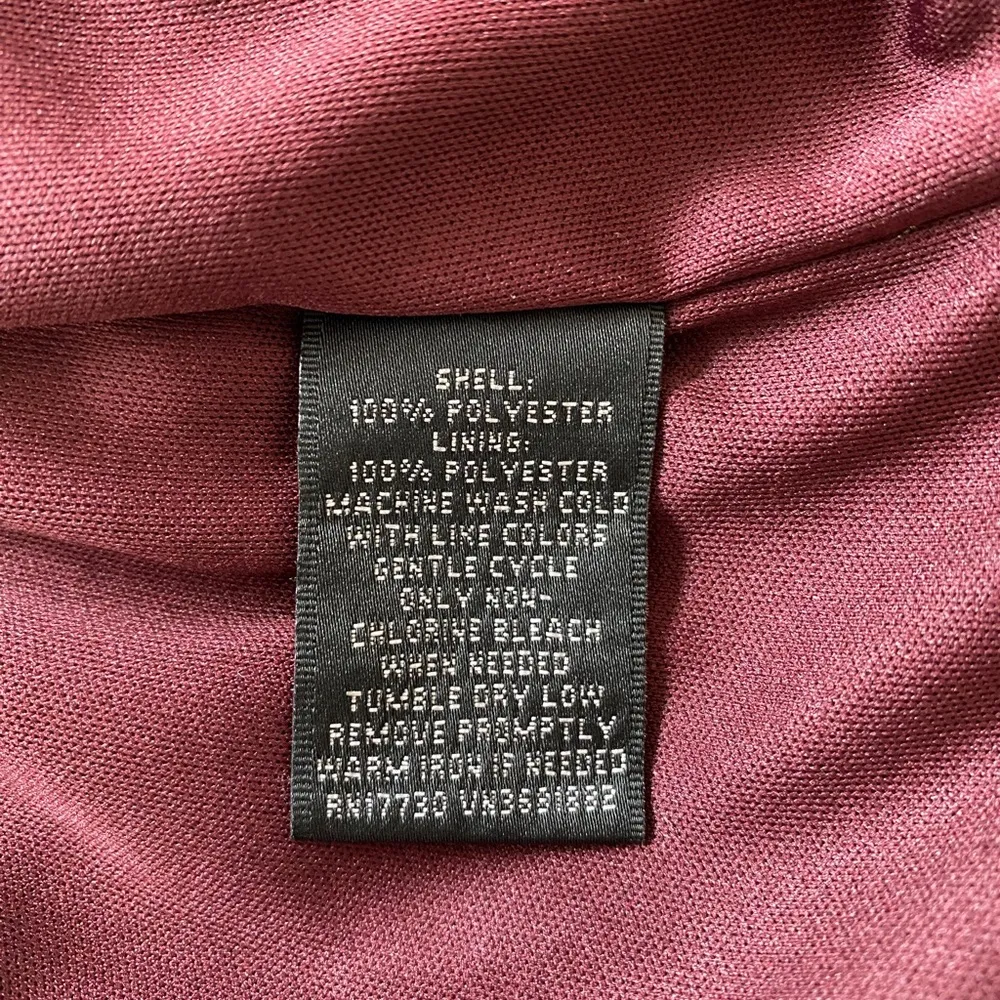 SHELL:
100% POLYESTER
LINING:
100% POLYESTER
MACHINE WASH COLD
WITH LIKE COLORS
GENTLE CYCLE
ONLY NON-
CHLORINE BLEACH
WHEN NEEDED
TUMBLE DRY LOW
REMOVE PROMPTLY
WARM IRON IF NEEDED
RN17730